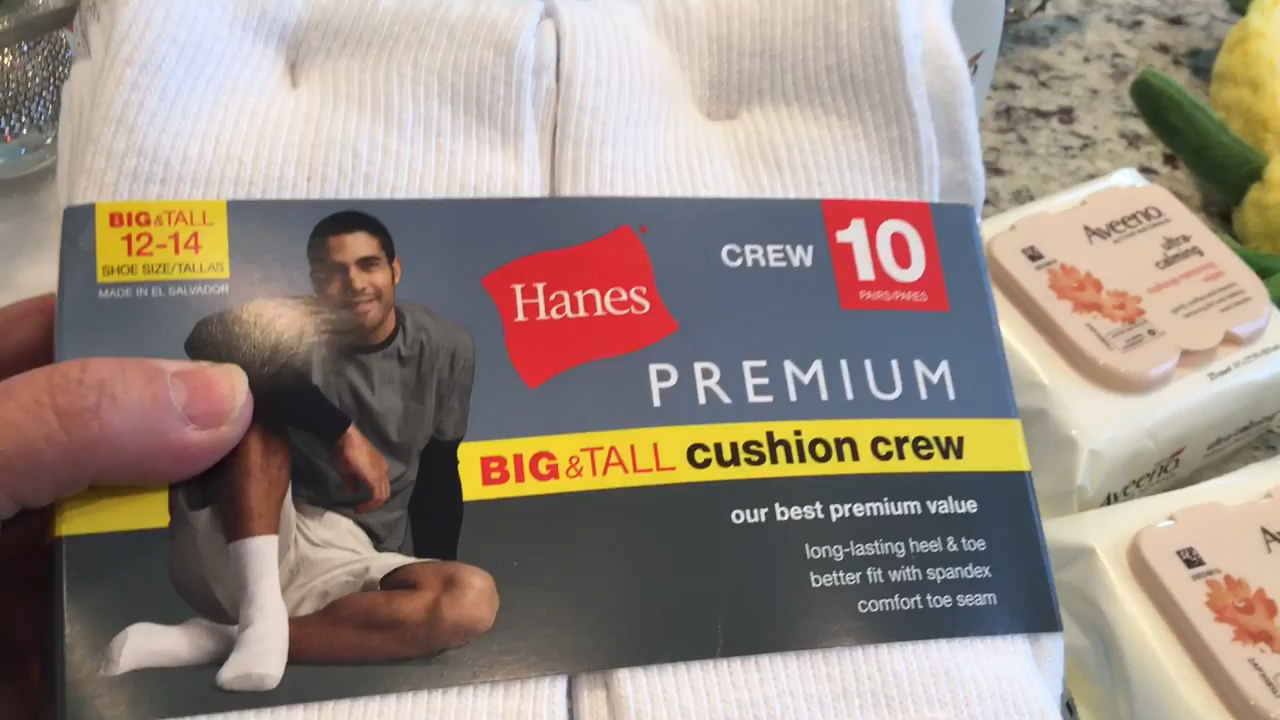 BIG&TALL
12-14
SHOE SIZE/TALLAS
MADE IN EL SALVADOR
Hanes
CREW
10
PAIRS/PARES
PREMIUM
BIG&TALL cushion crew
our best premium value
long-lasting heel & toe
better fit with spandex
comfort toe seam
Aveeno
ultra-
calming
Aveeno